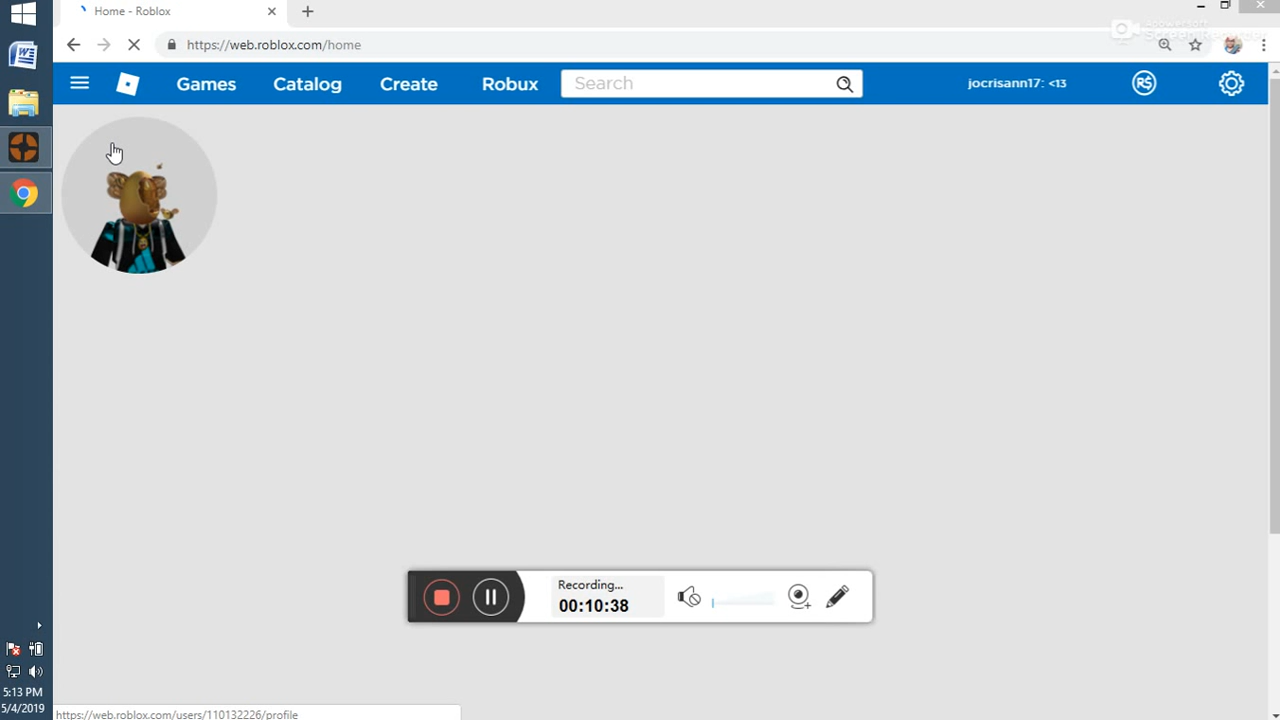 Home - Roblox
https://web.roblox.com/home
Games Catalog Create Robux Search jocrisann17: <13
Recording...
00:10:38
5:13 PM
5/4/2019
https://web.roblox.com/users/110132226/profile